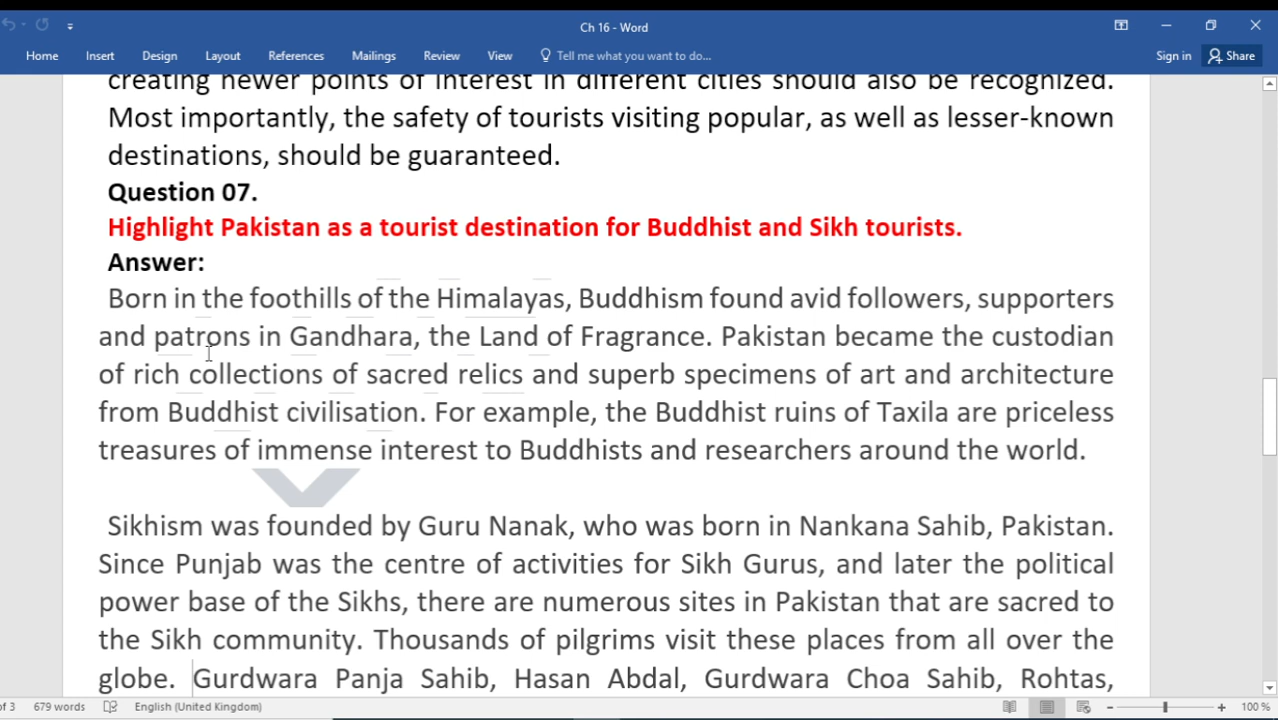 Ch 16 - Word
Home Insert Design Layout References Mailings Review View Tell me what you want to do... Sign in Share
creating newer points of interest in different cities should also be recognized.
Most importantly, the safety of tourists visiting popular, as well as lesser-known
destinations, should be guaranteed.
Question 07.
Highlight Pakistan as a tourist destination for Buddhist and Sikh tourists.
Answer:
Born in the foothills of the Himalayas, Buddhism found avid followers, supporters
and patrons in Gandhara, the Land of Fragrance. Pakistan became the custodian
of rich collections of sacred relics and superb specimens of art and architecture
from Buddhist civilisation. For example, the Buddhist ruins of Taxila are priceless
treasures of immense interest to Buddhists and researchers around the world.
Sikhism was founded by Guru Nanak, who was born in Nankana Sahib, Pakistan.
Since Punjab was the centre of activities for Sikh Gurus, and later the political
power base of the Sikhs, there are numerous sites in Pakistan that are sacred to
the Sikh community. Thousands of pilgrims visit these places from all over the
globe. Gurdwara Panja Sahib, Hasan Abdal, Gurdwara Choa Sahib, Rohtas,
of 3 679 words English (United Kingdom) 100 %